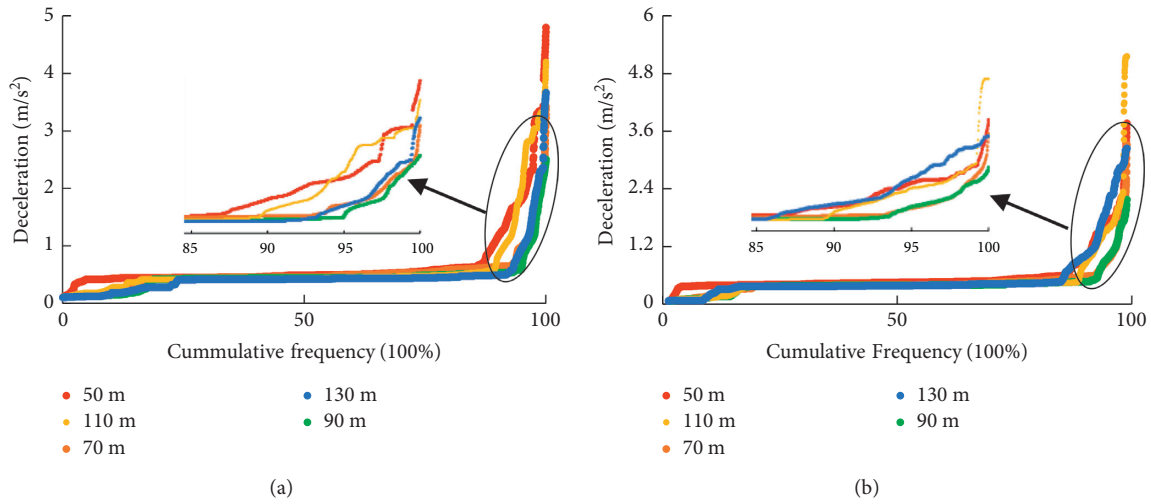 5
4
3
2
1
0
Deceleration (m/s2)
85 90 95 100
0 50 100
Cummulative frequency (100%)
50 m
110 m
70 m
130 m
90 m
(a)
6
4.8
3.6
2.4
1.2
0
Deceleration (m/s2)
85 90 95 100
0 50 100
Cumulative Frequency (100%)
50 m
110 m
70 m
130 m
90 m
(b)